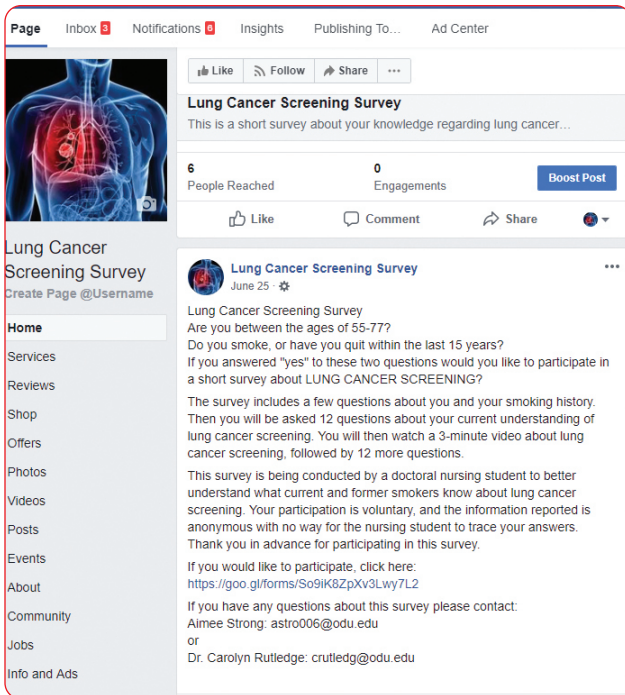 Page Inbox 3 Notifications 6 Insights Publishing To... Ad Center
Like Follow Share ...
Lung Cancer Screening Survey
This is a short survey about your knowledge regarding lung cancer...
6
People Reached
0
Engagements
Boost Post
Like Comment Share
Lung Cancer
Screening Survey
Create Page @Username
Home
Services
Reviews
Shop
Offers
Photos
Videos
Posts
Events
About
Community
Jobs
Info and Ads
Lung Cancer Screening Survey
June 25 ·
Lung Cancer Screening Survey
Are you between the ages of 55-77?
Do you smoke, or have you quit within the last 15 years?
If you answered "yes" to these two questions would you like to participate in
a short survey about LUNG CANCER SCREENING?
The survey includes a few questions about you and your smoking history.
Then you will be asked 12 questions about your current understanding of
lung cancer screening. You will then watch a 3-minute video about lung
cancer screening, followed by 12 more questions.
This survey is being conducted by a doctoral nursing student to better
understand what current and former smokers know about lung cancer
screening. Your participation is voluntary, and the information reported is
anonymous with no way for the nursing student to trace your answers.
Thank you in advance for participating in this survey.
If you would like to participate, click here:
https://goo.gl/forms/So9iK8ZpXv3Lwy7L2
If you have any questions about this survey please contact:
Aimee Strong: astro006@odu.edu
or
Dr. Carolyn Rutledge: crutledg@odu.edu